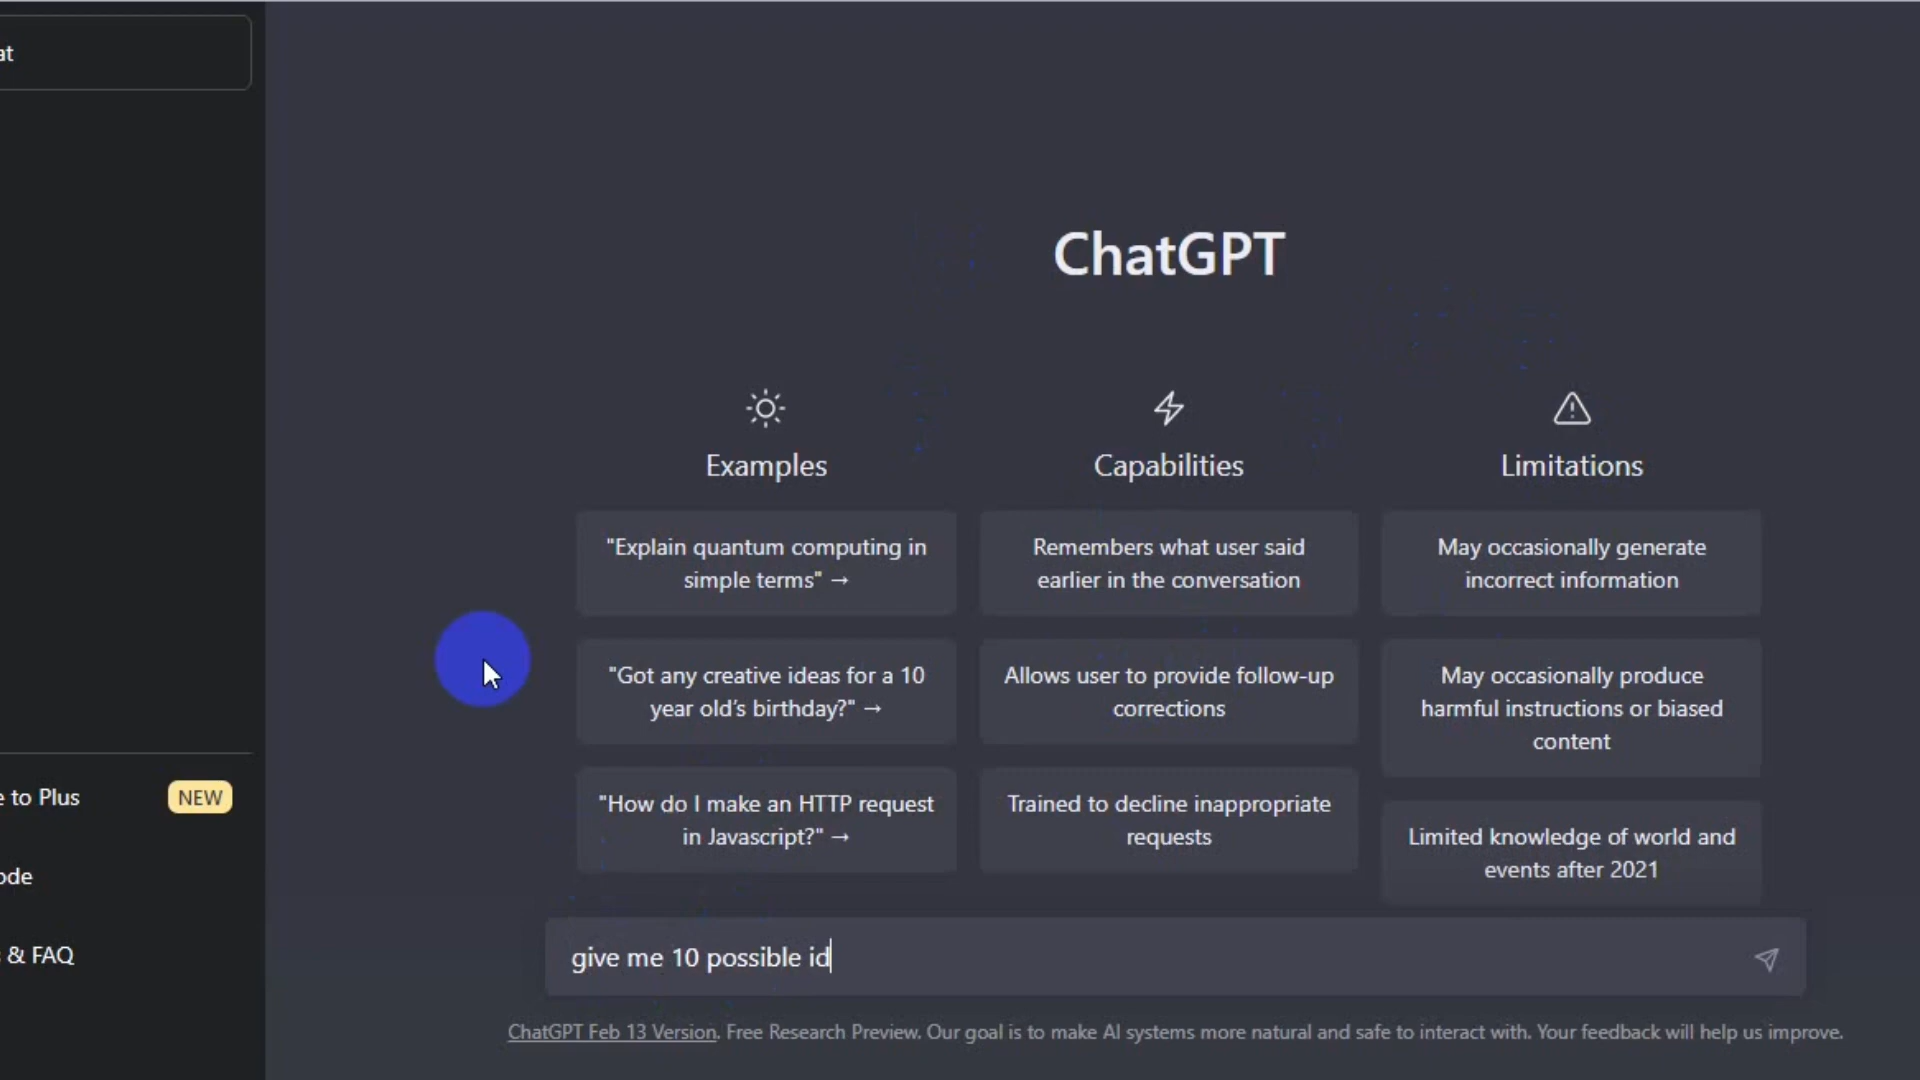 at
ChatGPT
Examples
Capabilities
Limitations
"Explain quantum computing in
simple terms" →
Remembers what user said
earlier in the conversation
May occasionally generate
incorrect information
"Got any creative ideas for a 10
year old's birthday?" →
Allows user to provide follow-up
corrections
May occasionally produce
harmful instructions or biased
content
"How do I make an HTTP request
in Javascript?" →
Trained to decline inappropriate
requests
Limited knowledge of world and
events after 2021
e to Plus
NEW
ode
& FAQ
give me 10 possible id
ChatGPT Feb 13 Version. Free Research Preview. Our goal is to make AI systems more natural and safe to interact with. Your feedback will help us improve.